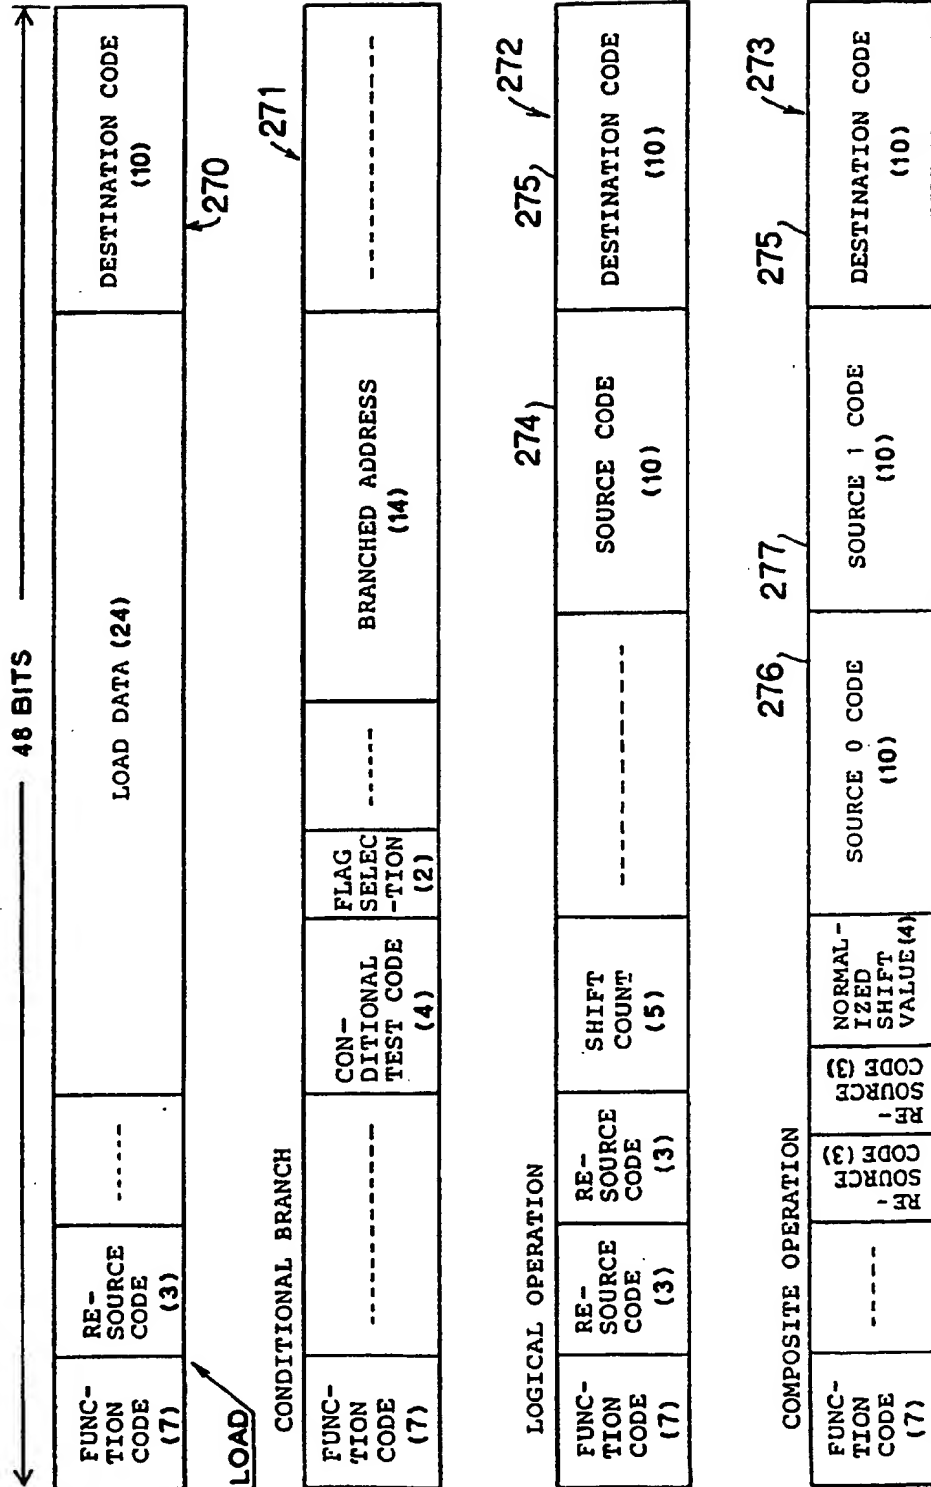 48 BITS
FUNC-
TION
CODE
(7)
RE-
SOURCE
CODE
(3)
------
LOAD DATA (24)
DESTINATION CODE
(10)
LOAD
270
CONDITIONAL BRANCH
271
FUNC-
TION
CODE
(7)
------------
CON-
DITIONAL
TEST CODE
(4)
FLAG
SELEC
-TION
(2)
------
BRANCHED ADDRESS
(14)
--------------
LOGICAL OPERATION
274
275
272
FUNC-
TION
CODE
(7)
RE-
SOURCE
CODE
(3)
RE-
SOURCE
CODE
(3)
SHIFT
COUNT
(5)
--------------
SOURCE CODE
(10)
DESTINATION CODE
(10)
COMPOSITE OPERATION
276
277
275
273
FUNC-
TION
CODE
(7)
-----
RE-
SOURCE
CODE (3)
RE-
SOURCE
CODE (3)
NORMAL-
IZED
SHIFT
VALUE(4)
SOURCE 0 CODE
(10)
SOURCE 1 CODE
(10)
DESTINATION CODE
(10)